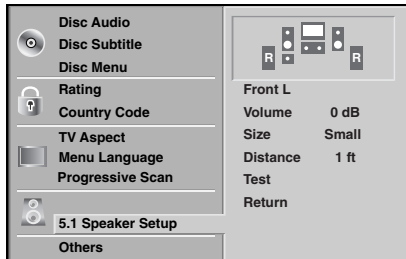 Disc Audio
Disc Subtitle
Disc Menu
Rating
Country Code
TV Aspect
Menu Language
Progressive Scan
5.1 Speaker Setup
Others
R R
Front L
Volume 0 dB
Size Small
Distance 1 ft
Test
Return